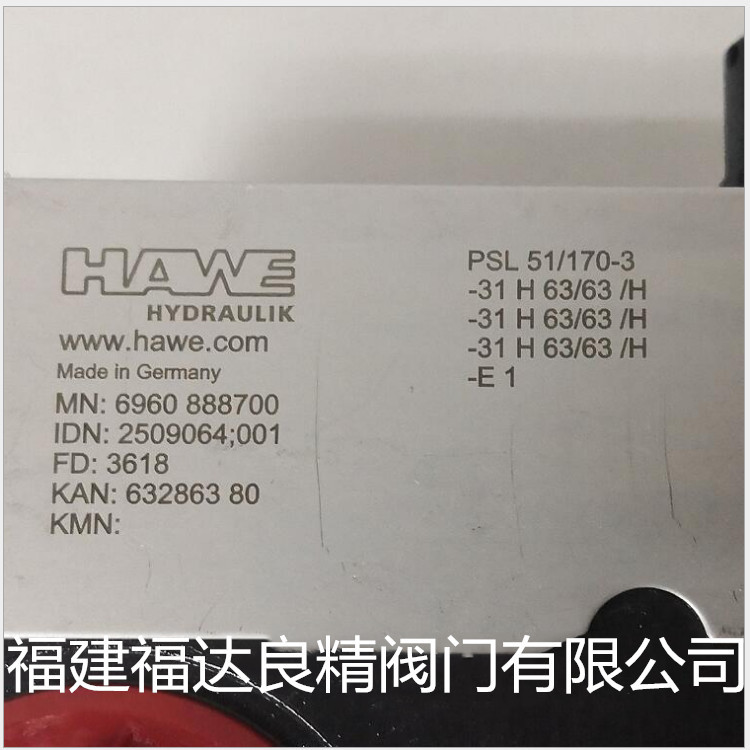 HAWE
HYDRAULIK
www.hawe.com
Made in Germany
MN: 6960 888700
IDN: 2509064;001
FD: 3618
KAN: 632863 80
KMN:
PSL 51/170-3
-31 H 63/63 /H
-31 H 63/63 /H
-31 H 63/63 /H
-E 1
福建福达良精阀门有限公司